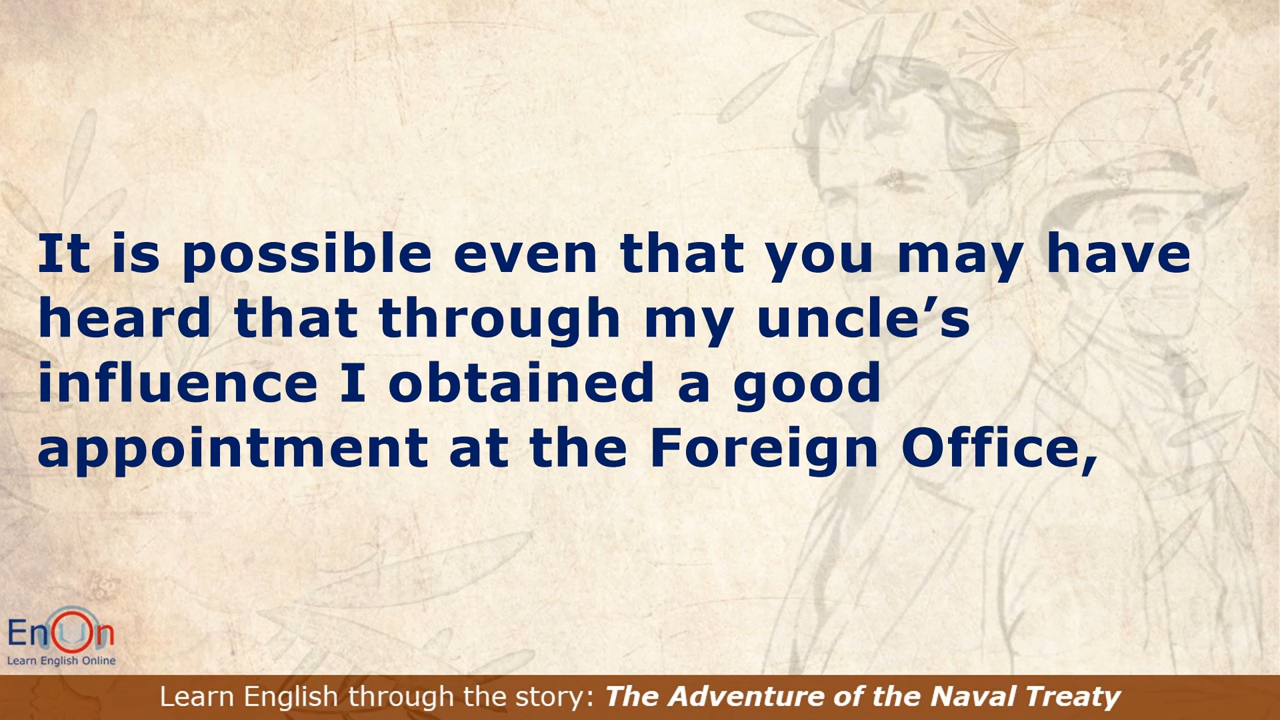 It is possible even that you may have
heard that through my uncle’s
influence I obtained a good
appointment at the Foreign Office,
EnOn
Learn English Online
Learn English through the story: The Adventure of the Naval Treaty